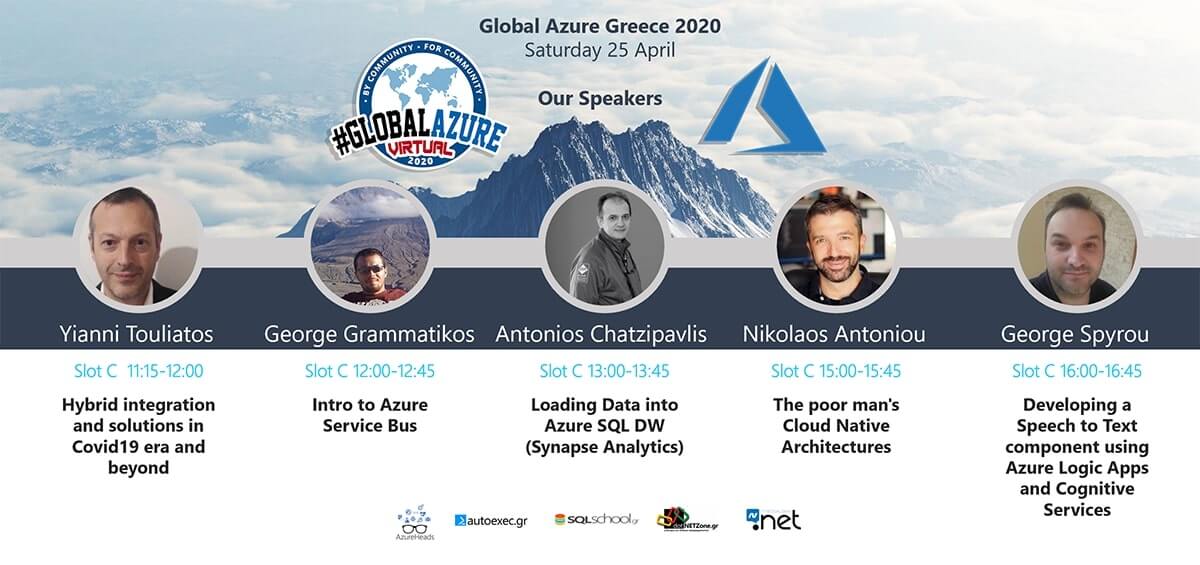 Global Azure Greece 2020
Saturday 25 April
Our Speakers
BY COMMUNITY · FOR COMMUNITY
#GLOBALAZURE
VIRTUAL
2020
Yianni Touliatos
Slot C 11:15-12:00
Hybrid integration
and solutions in
Covid19 era and
beyond
George Grammatikos
Slot C 12:00-12:45
Intro to Azure
Service Bus
Antonios Chatzipavlis
Slot C 13:00-13:45
Loading Data into
Azure SQL DW
(Synapse Analytics)
Nikolaos Antoniou
Slot C 15:00-15:45
The poor man's
Cloud Native
Architectures
George Spyrou
Slot C 16:00-16:45
Developing a
Speech to Text
component using
Azure Logic Apps
and Cognitive
Services
AzureHeads
autoexec.gr
SQLschool.gr
dotNETZone.gr
.net